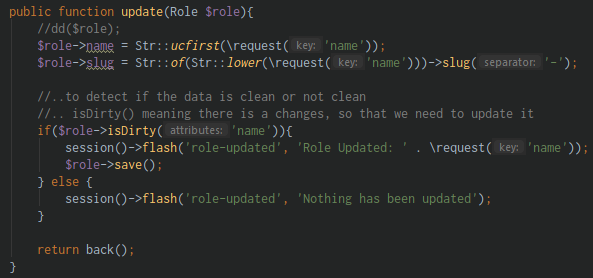 public function update(Role $role){
//dd($role);
$role->name = Str::ucfirst(\request( key: 'name'));
$role->slug = Str::of(Str::lower(\request( key: 'name')))->slug( separator: '-');
//..to detect if the data is clean or not clean
//.. isDirty() meaning there is a changes, so that we need to update it
if($role->isDirty( attributes: 'name')){
session()->flash('role-updated', 'Role Updated: ' . \request( key: 'name'));
$role->save();
} else {
session()->flash('role-updated', 'Nothing has been updated');
}
return back();
}